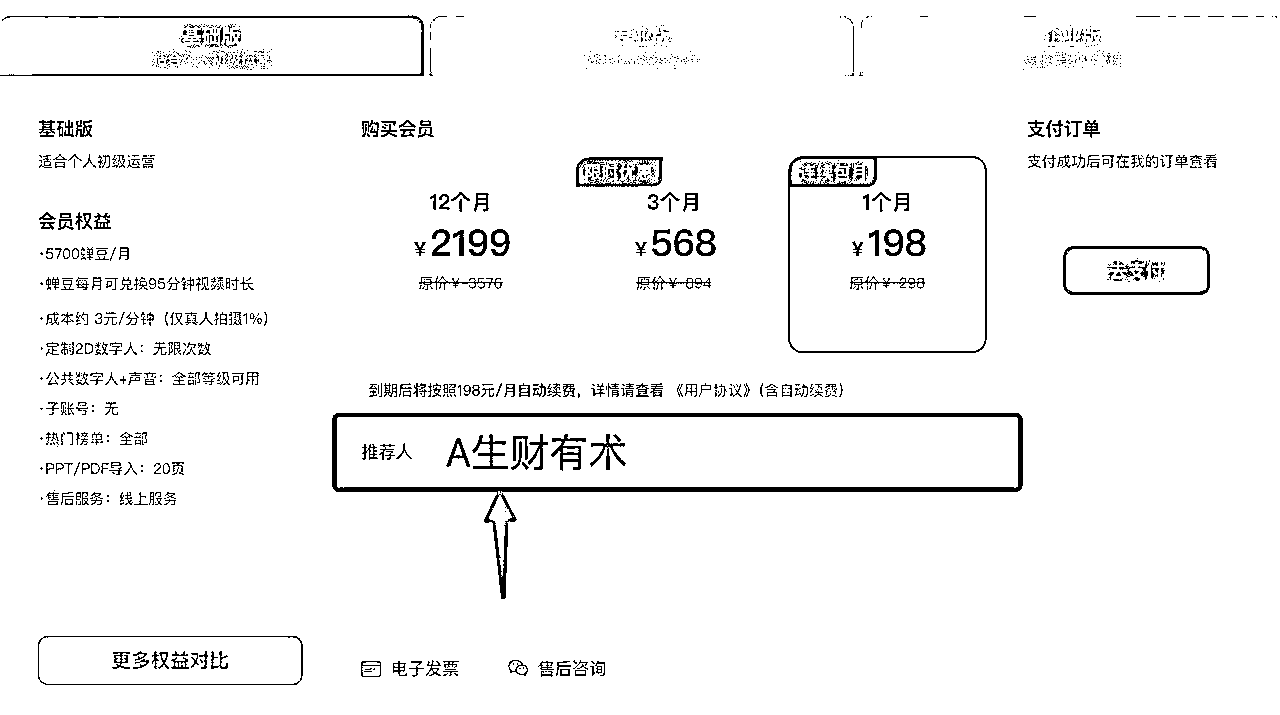 基础版
适合个人初级运营
专业版
企业版
基础版
适合个人初级运营
会员权益
·5700蝉豆/月
·蝉豆每月可兑换95分钟视频时长
·成本约 3元/分钟（仅真人拍摄1%）
·定制2D数字人：无限次数
·公共数字人+声音：全部等级可用
·子账号：无
·热门榜单：全部
·PPT/PDF导入：20页
·售后服务：线上服务
更多权益对比
购买会员
12个月
¥2199
原价¥ 3576
限时优惠
3个月
¥568
原价¥ 894
连续包月
1个月
¥198
原价¥ 298
到期后将按照198元/月自动续费，详情请查看 《用户协议》（含自动续费）
推荐人 A生财有术
电子发票
售后咨询
支付订单
支付成功后可在我的订单查看
去支付